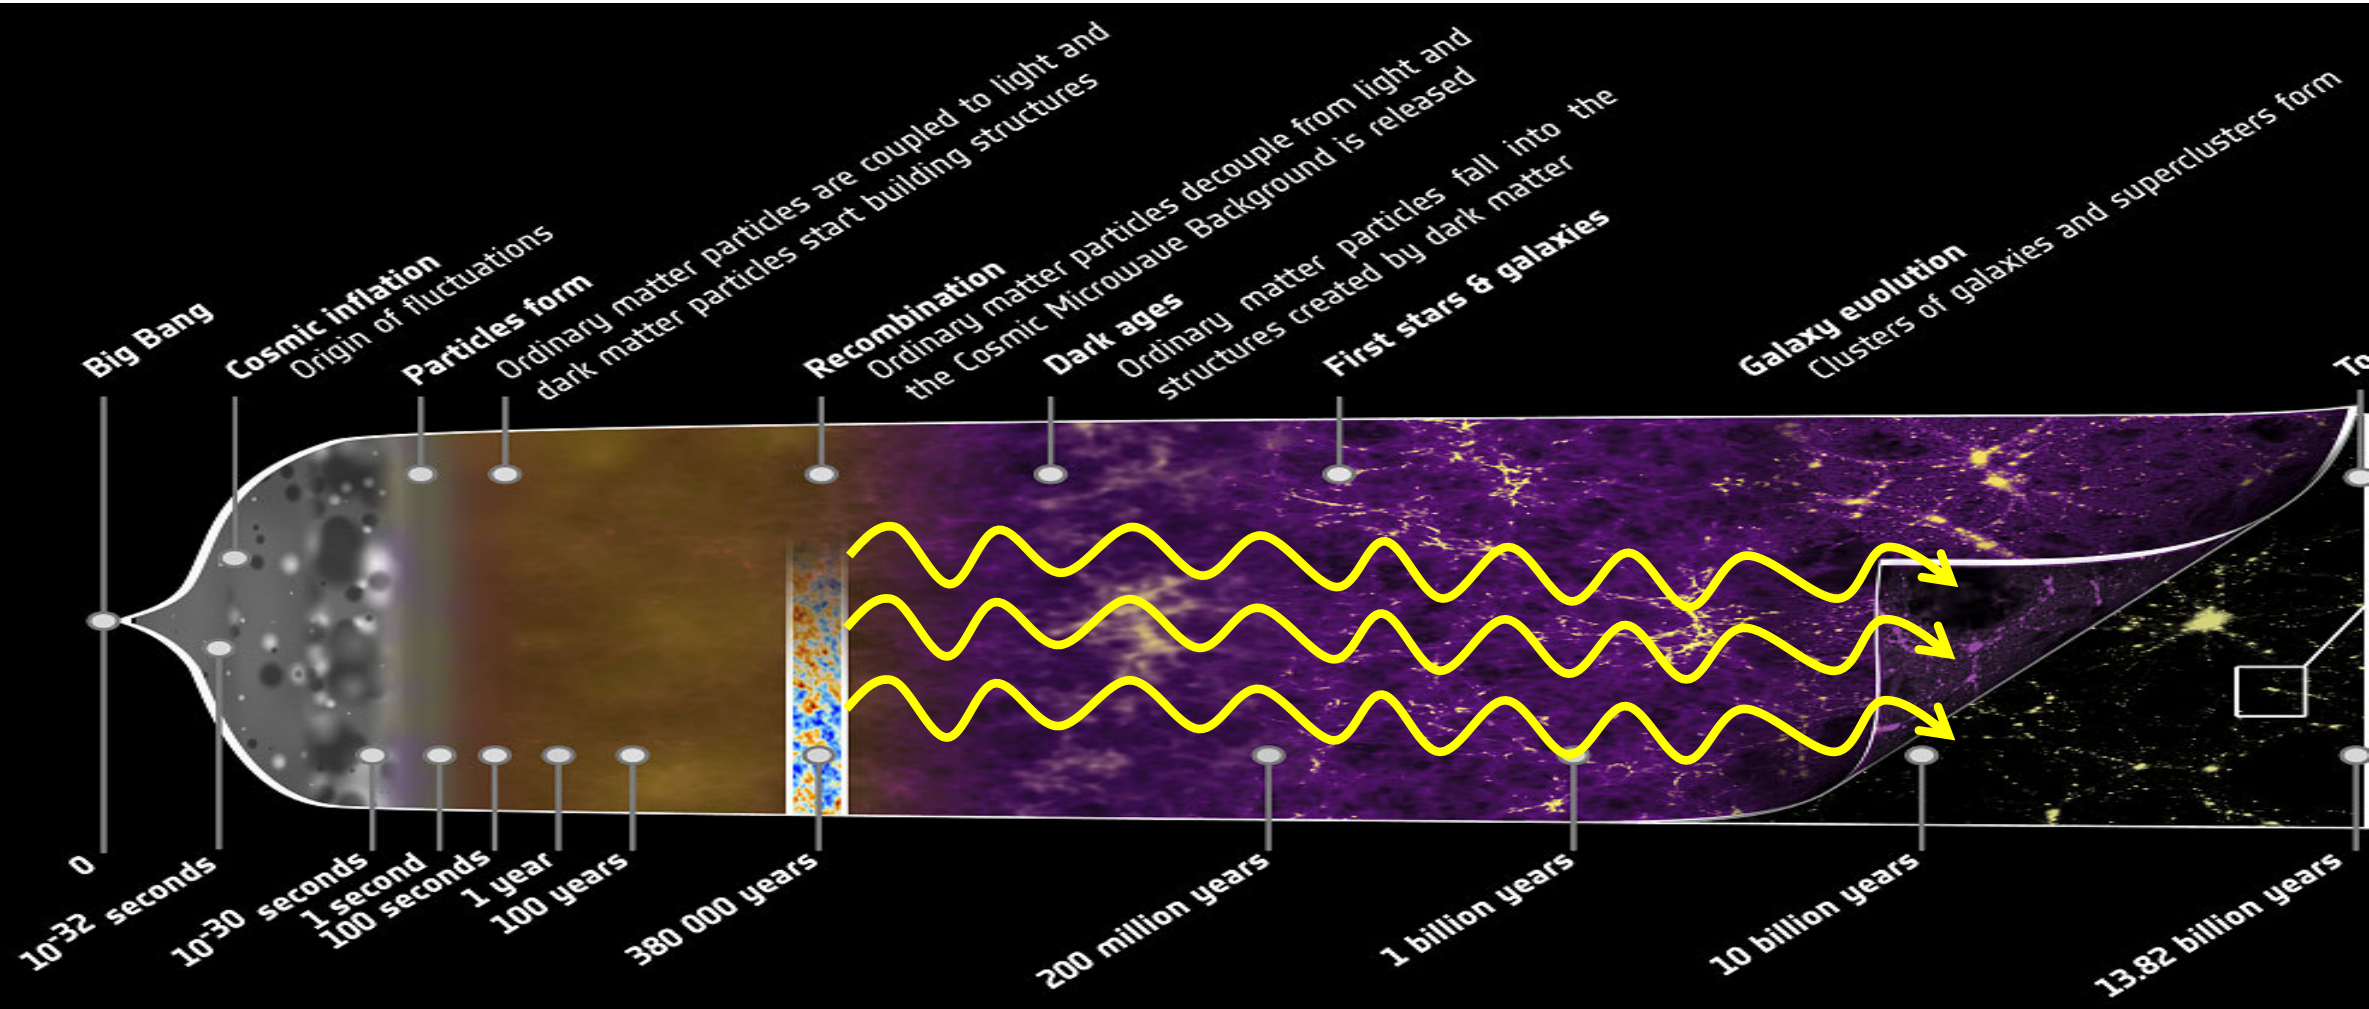 Big Bang
Cosmic inflation
Origin of fluctuations
Particles form
Ordinary matter particles are coupled to light and
dark matter particles start building structures
Recombination
Ordinary matter particles decouple from light and
the Cosmic Microwave Background is released
Dark ages
Ordinary matter particles fall into the
structures created by dark matter
First stars & galaxies
Galaxy evolution
Clusters of galaxies and superclusters form
To
0
10-32 seconds
10-30 seconds
1 second
100 seconds
1 year
100 years
380 000 years
200 million years
1 billion years
10 billion years
13.82 billion years